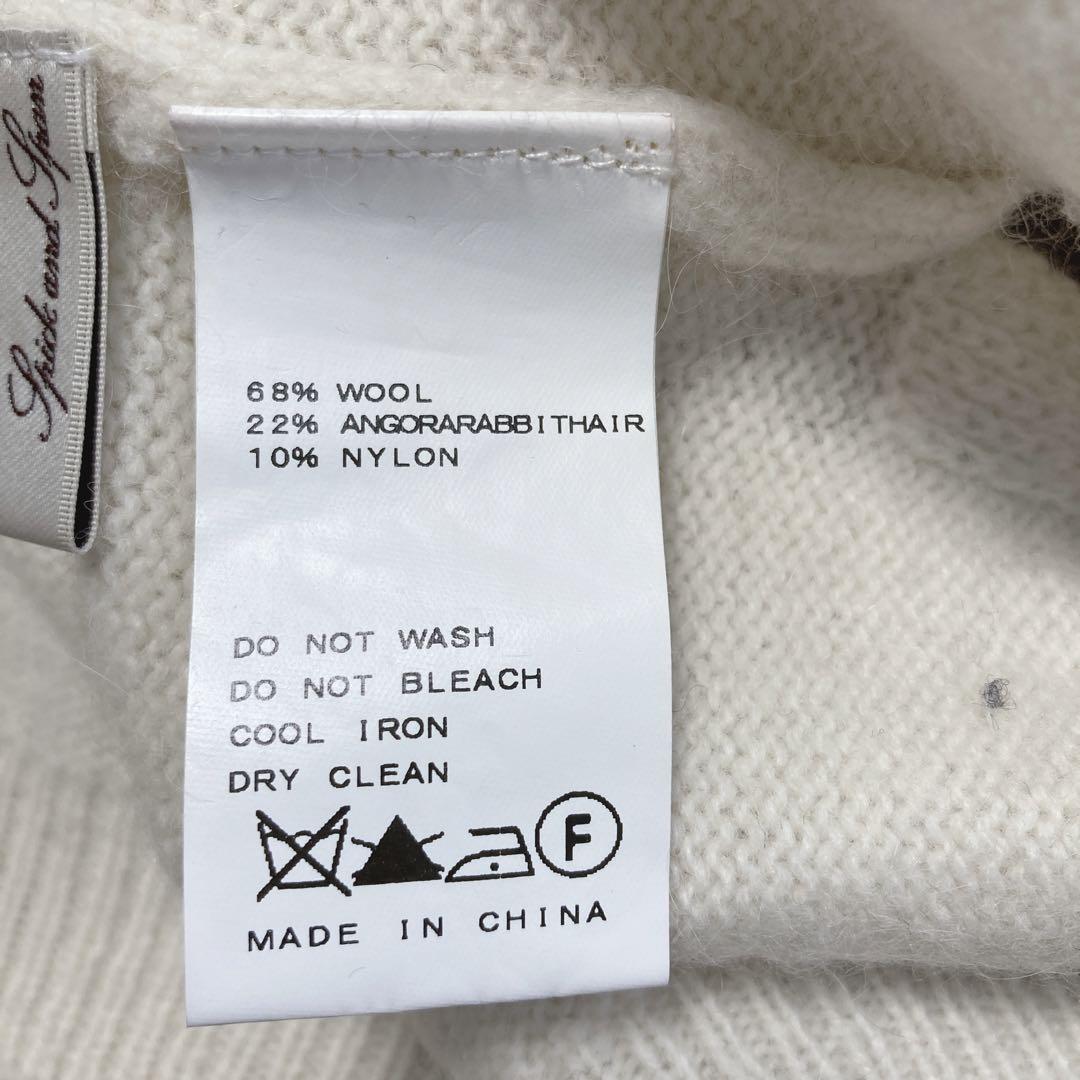 Spick and Span
68% WOOL
22% ANGORARABBITHAIR
10% NYLON
DO NOT WASH
DO NOT BLEACH
COOL IRON
DRY CLEAN
F
MADE IN CHINA